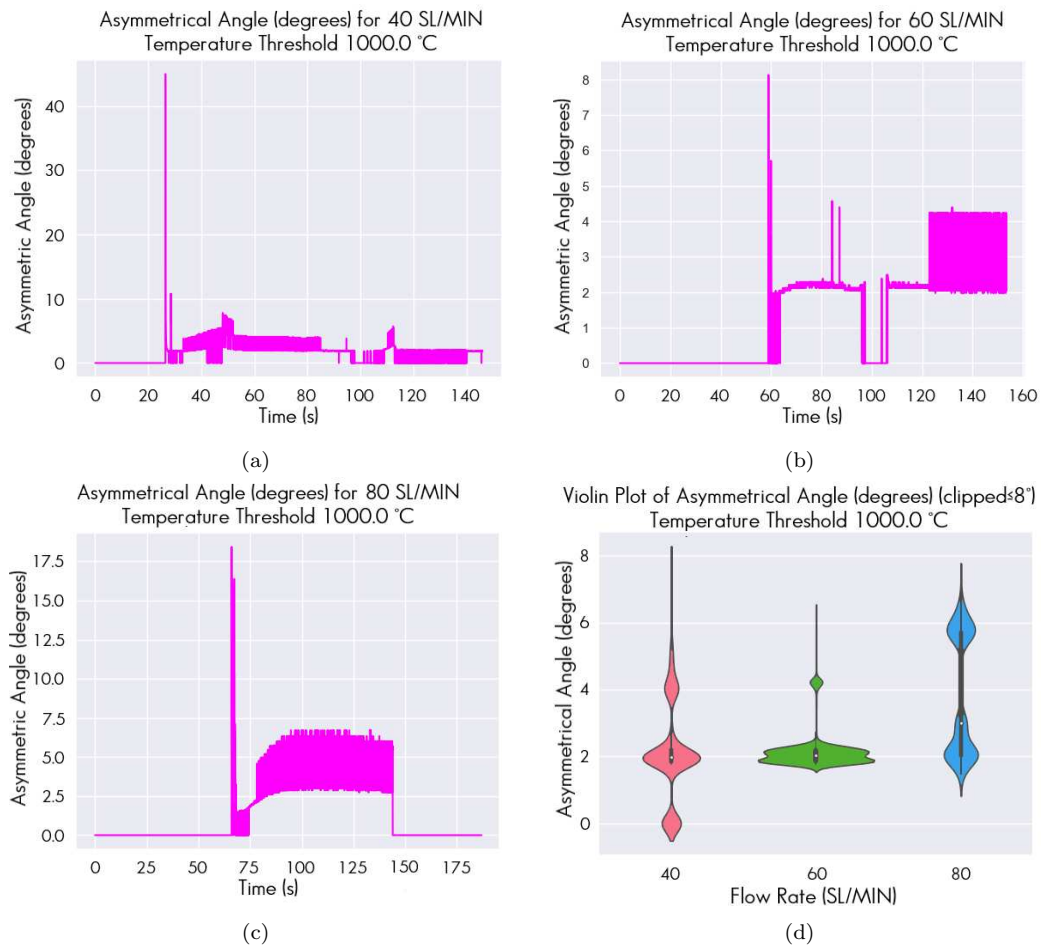 Asymmetrical Angle (degrees) for 40 SL/MIN
Temperature Threshold 1000.0 °C
Asymmetric Angle (degrees)
40
30
20
10
0
0 20 40 60 80 100 120 140
Time (s)
(a)
Asymmetrical Angle (degrees) for 60 SL/MIN
Temperature Threshold 1000.0 °C
Asymmetric Angle (degrees)
8
7
6
5
4
3
2
1
0
0 20 40 60 80 100 120 140 160
Time (s)
(b)
Asymmetrical Angle (degrees) for 80 SL/MIN
Temperature Threshold 1000.0 °C
Asymmetric Angle (degrees)
17.5
15.0
12.5
10.0
7.5
5.0
2.5
0.0
0 25 50 75 100 125 150 175
Time (s)
(c)
Violin Plot of Asymmetrical Angle (degrees) (clipped≤8°)
Temperature Threshold 1000.0 °C
Asymmetrical Angle (degrees)
8
6
4
2
0
40 60 80
Flow Rate (SL/MIN)
(d)